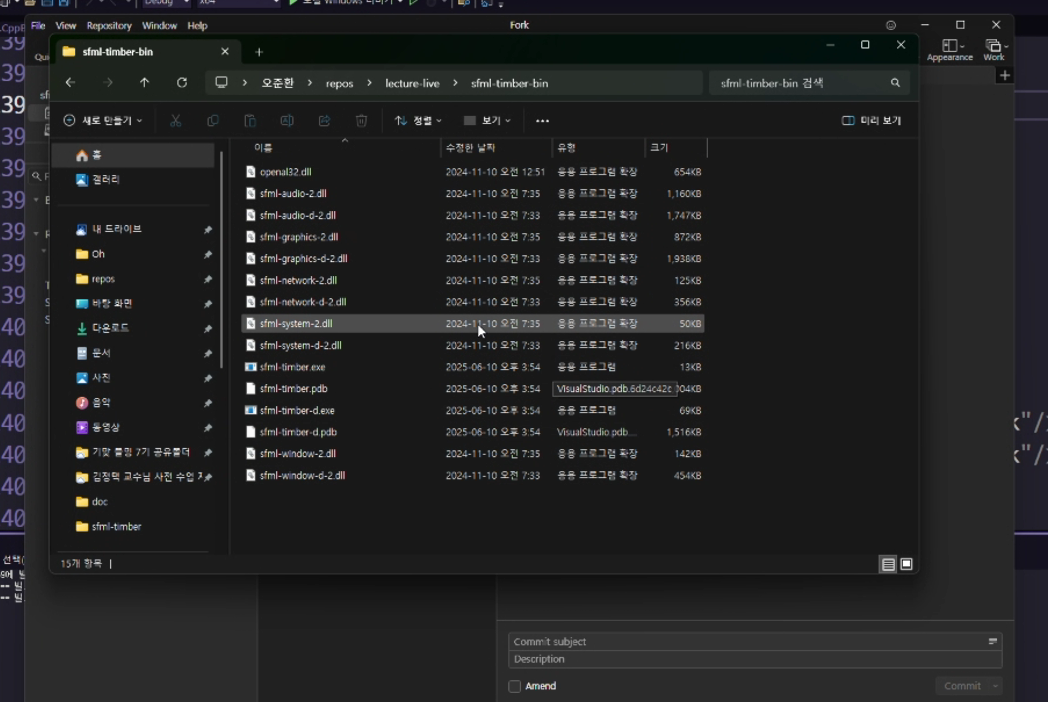 Debug
x64
File View Repository Window Help
Fork
Appearance
Work
sfml-timber-bin
오준환 > repos > lecture-live > sfml-timber-bin
sfml-timber-bin 검색
새로 만들기
정렬
보기
미리 보기
이름 수정한 날짜 유형 크기
홈
갤러리
내 드라이브
Oh
repos
바탕 화면
다운로드
문서
사진
음악
동영상
기맞 플밍 7기 공유폴더
김정택 교수님 사전 수업
doc
sfml-timber
openal32.dll 2024-11-10 오전 12:51 응용 프로그램 확장 654KB
sfml-audio-2.dll 2024-11-10 오전 7:35 응용 프로그램 확장 1,160KB
sfml-audio-d-2.dll 2024-11-10 오전 7:33 응용 프로그램 확장 1,747KB
sfml-graphics-2.dll 2024-11-10 오전 7:35 응용 프로그램 확장 872KB
sfml-graphics-d-2.dll 2024-11-10 오전 7:33 응용 프로그램 확장 1,938KB
sfml-network-2.dll 2024-11-10 오전 7:35 응용 프로그램 확장 125KB
sfml-network-d-2.dll 2024-11-10 오전 7:33 응용 프로그램 확장 356KB
sfml-system-2.dll 2024-11-10 오전 7:35 응용 프로그램 확장 50KB
sfml-system-d-2.dll 2024-11-10 오전 7:33 응용 프로그램 확장 216KB
sfml-timber.exe 2025-06-10 오후 3:54 응용 프로그램 13KB
sfml-timber.pdb 2025-06-10 오후 3:54 VisualStudio.pdb.6d24c42c 04KB
sfml-timber-d.exe 2025-06-10 오후 3:54 응용 프로그램 69KB
sfml-timber-d.pdb 2025-06-10 오후 3:54 VisualStudio.pdb.... 1,516KB
sfml-window-2.dll 2024-11-10 오전 7:35 응용 프로그램 확장 142KB
sfml-window-d-2.dll 2024-11-10 오전 7:33 응용 프로그램 확장 454KB
15개 항목
Commit subject
Description
Amend
Commit